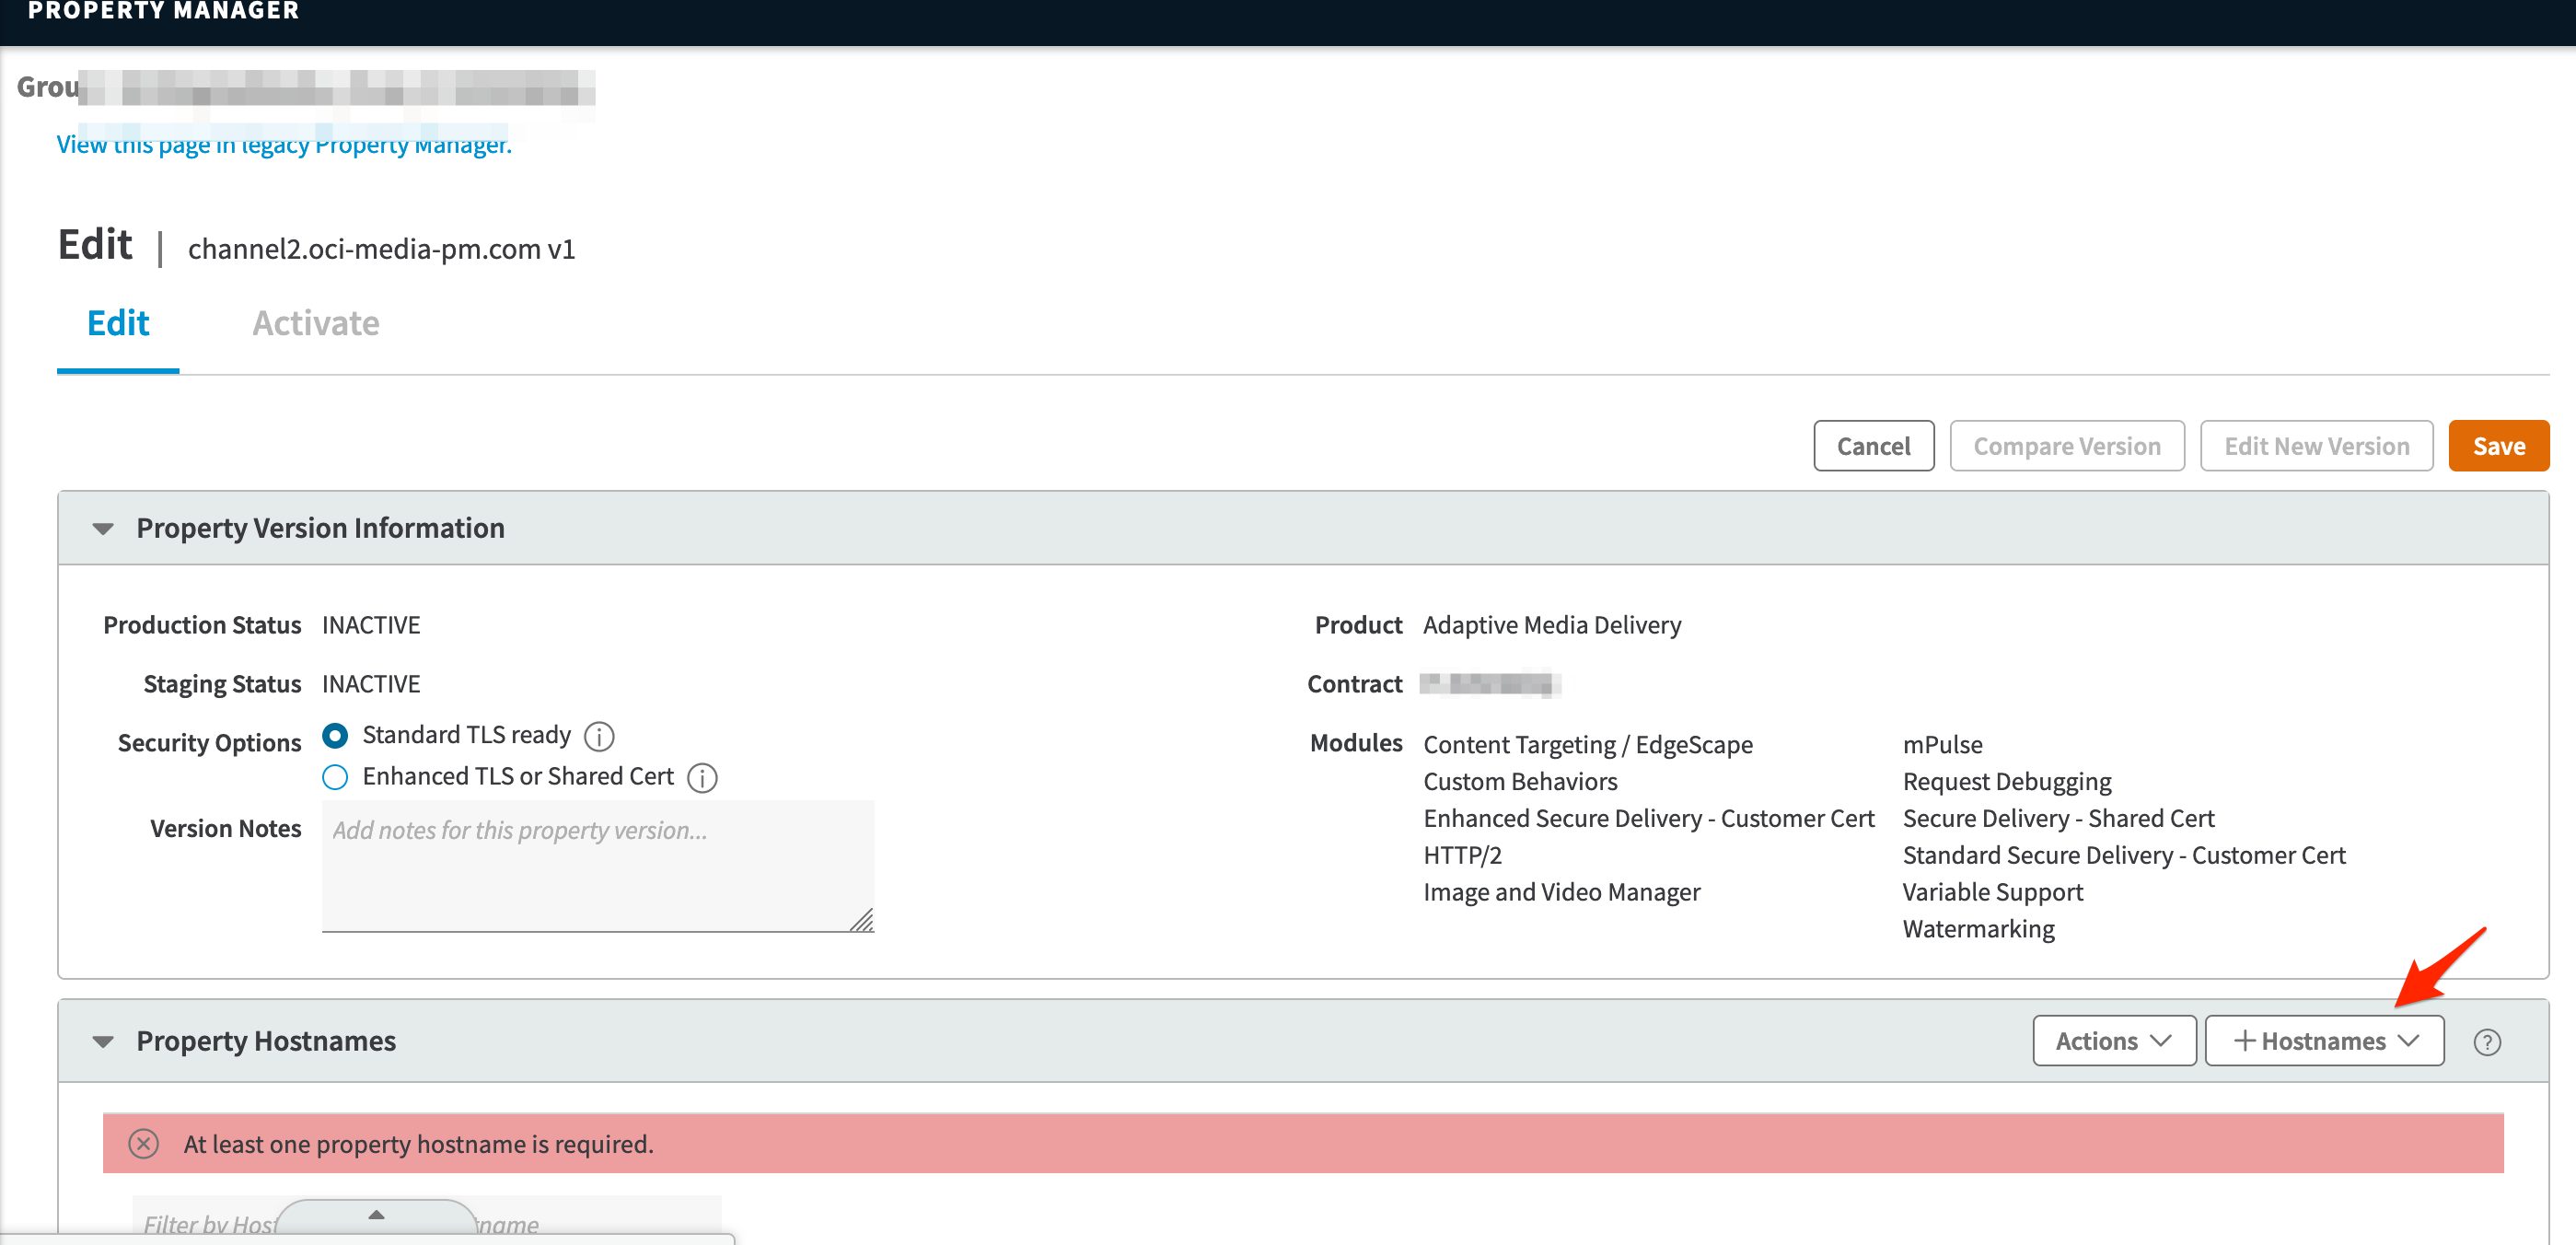 PROPERTY MANAGER
Grou
View this page in legacy Property Manager.
Edit | channel2.oci-media-pm.com v1
Edit Activate
Cancel Compare Version Edit New Version Save
Property Version Information
Production Status INACTIVE
Staging Status INACTIVE
Security Options Standard TLS ready
Enhanced TLS or Shared Cert
Version Notes Add notes for this property version...
Product Adaptive Media Delivery
Contract
Modules Content Targeting / EdgeScape mPulse
Custom Behaviors Request Debugging
Enhanced Secure Delivery - Customer Cert Secure Delivery - Shared Cert
HTTP/2 Standard Secure Delivery - Customer Cert
Image and Video Manager Variable Support
Watermarking
Property Hostnames Actions + Hostnames ?
At least one property hostname is required.
Filter by Host name